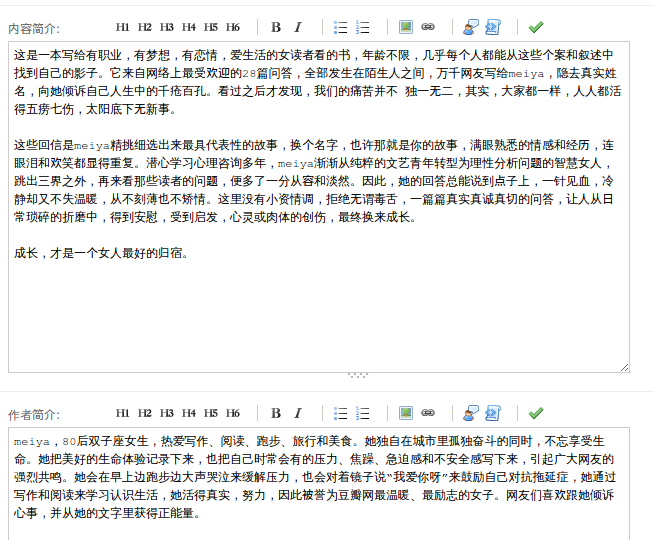 内容简介: H1 H2 H3 H4 H5 H6 B I
这是一本写给有职业，有梦想，有恋情，爱生活的女读者看的书，年龄不限，几乎每个人都能从这些个案和叙述中
找到自己的影子。它来自网络上最受欢迎的28篇问答，全部发生在陌生人之间，万千网友写给meiya，隐去真实姓
名，向她倾诉自己人生中的千疮百孔。看过之后才发现，我们的痛苦并不 独一无二，其实，大家都一样，人人都活
得五痨七伤，太阳底下无新事。
这些回信是meiya精挑细选出来最具代表性的故事，换个名字，也许那就是你的故事，满眼熟悉的情感和经历，连
眼泪和欢笑都显得重复。潜心学习心理咨询多年，meiya渐渐从纯粹的文艺青年转型为理性分析问题的智慧女人，
跳出三界之外，再来看那些读者的问题，便多了一分从容和淡然。因此，她的回答总能说到点子上，一针见血，冷
静却又不失温暖，从不刻薄也不矫情。这里没有小资情调，拒绝无谓毒舌，一篇篇真实真诚真切的问答，让人从日
常琐碎的折磨中，得到安慰，受到启发，心灵或肉体的创伤，最终换来成长。
成长，才是一个女人最好的归宿。
作者简介: H1 H2 H3 H4 H5 H6 B I
meiya，80后双子座女生，热爱写作、阅读、跑步、旅行和美食。她独自在城市里孤独奋斗的同时，不忘享受生
命。她把美好的生命体验记录下来，也把自己时常会有的压力、焦躁、急迫感和不安全感写下来，引起广大网友的
强烈共鸣。她会在早上边跑步边大声哭泣来缓解压力，也会对着镜子说“我爱你呀”来鼓励自己对抗拖延症，她通过
写作和阅读来学习认识生活，她活得真实，努力，因此被誉为豆瓣网最温暖、最励志的女子。网友们喜欢跟她倾诉
心事，并从她的文字里获得正能量。